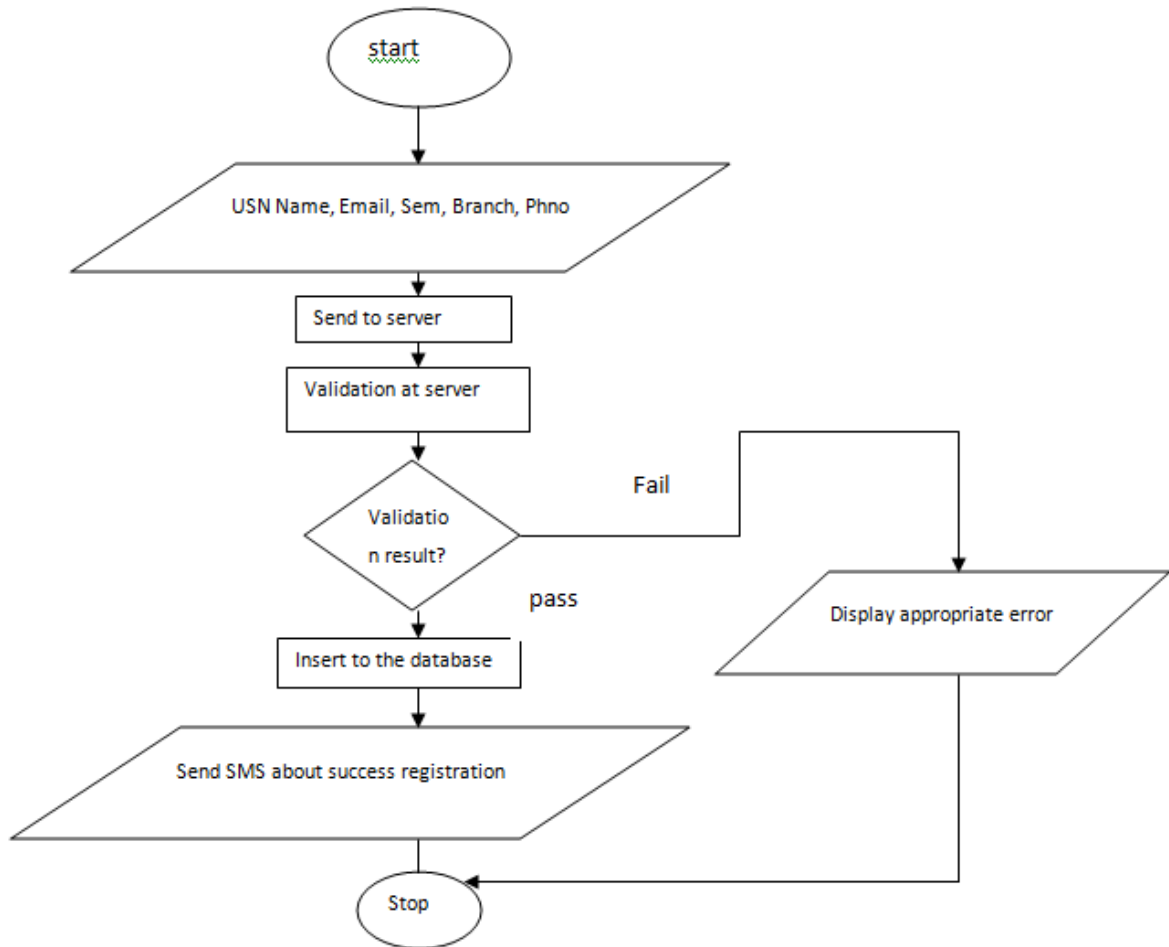 start
USN Name, Email, Sem, Branch, Phno
Send to server
Validation at server
Fail
Validatio
n result?
pass
Display appropriate error
Insert to the database
Send SMS about success registration
Stop